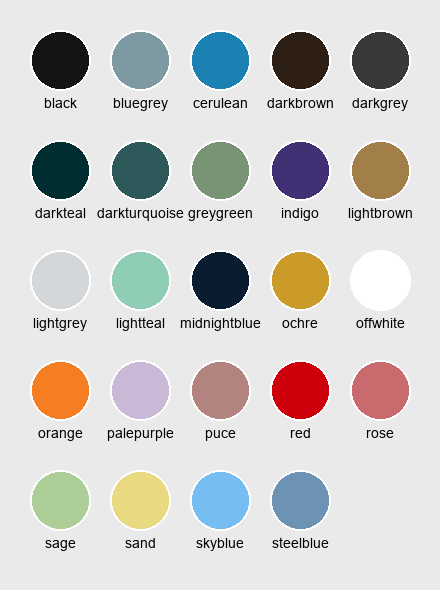 black bluegrey cerulean darkbrown darkgrey
darkteal darkturquoise greygreen indigo lightbrown
lightgrey lightteal midnightblue ochre offwhite
orange palepurple puce red rose
sage sand skyblue steelblue